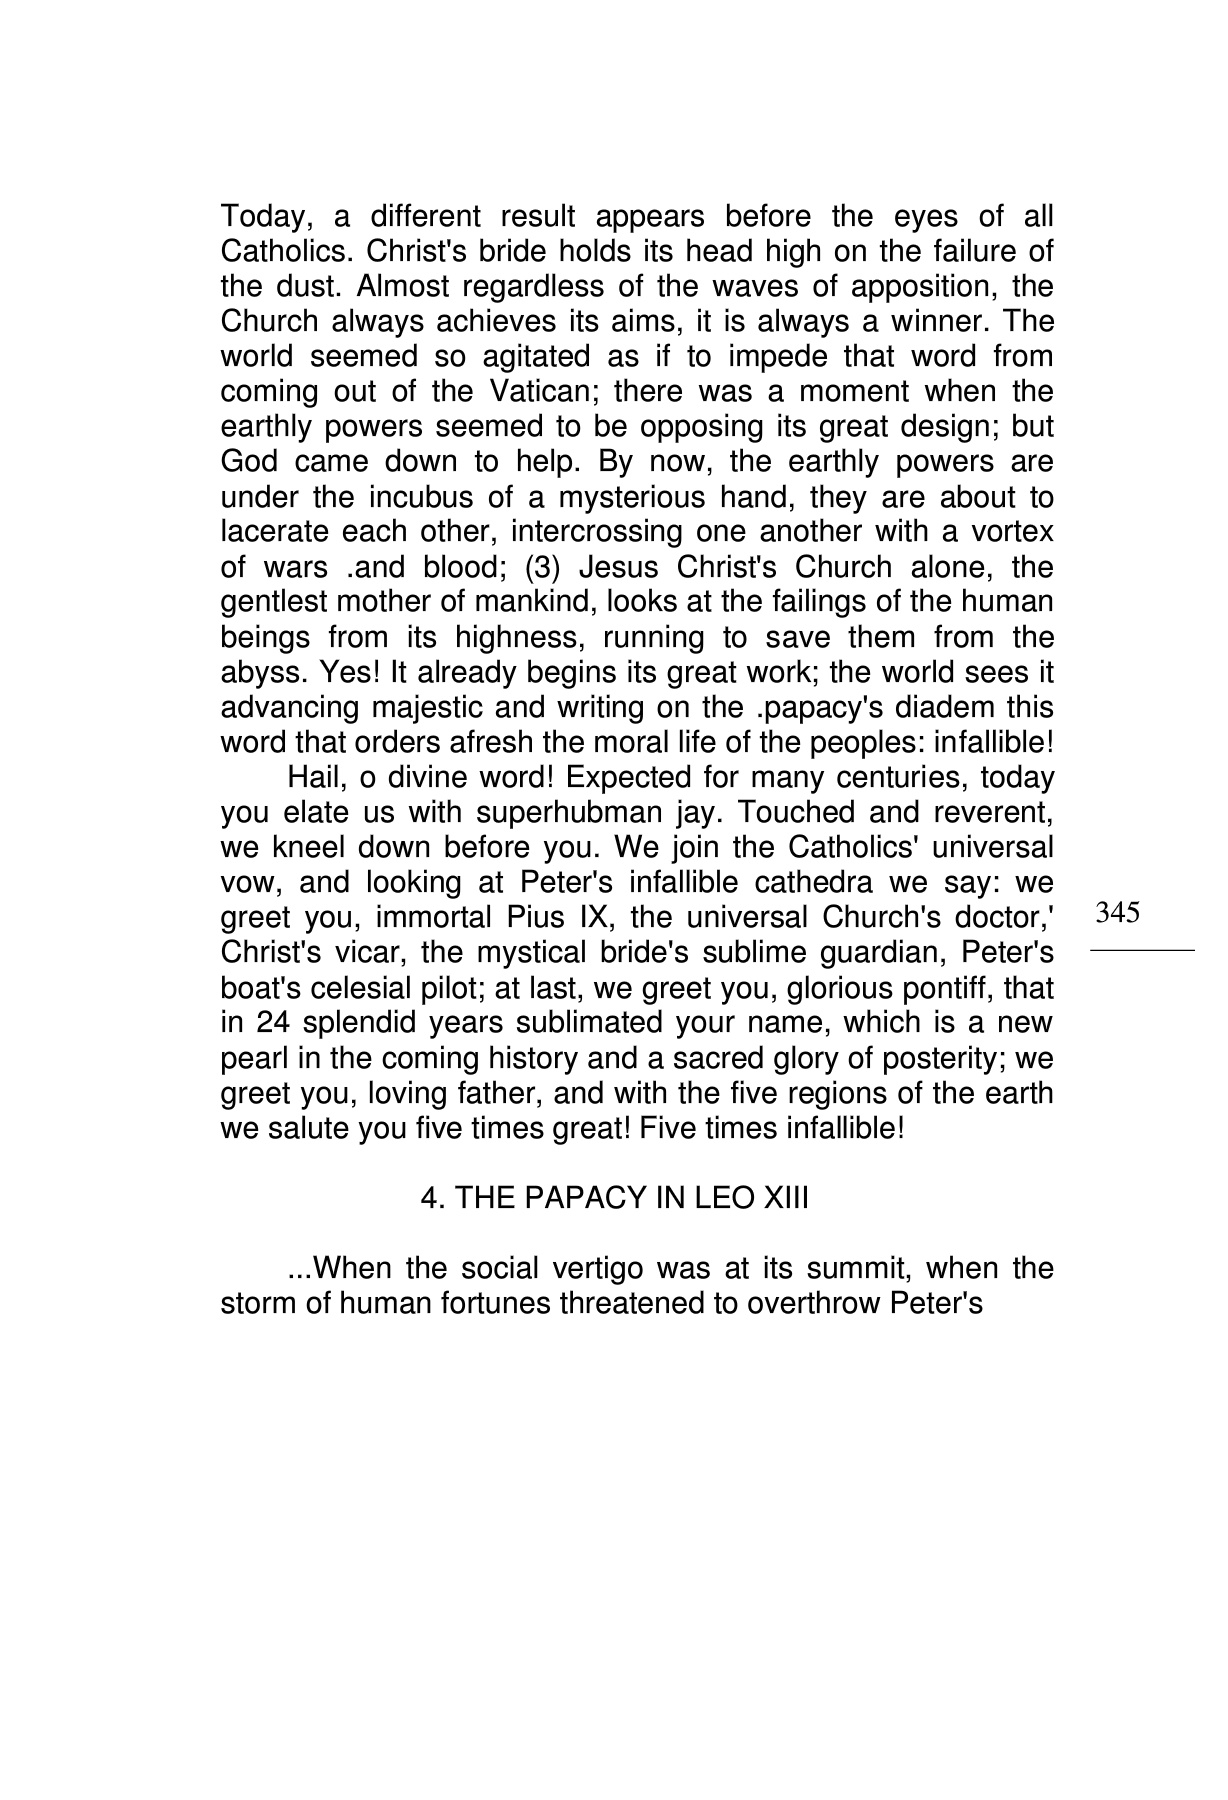 Today, a different result appears before the eyes of all
Catholics. Christ's bride holds its head high on the failure of
the dust. Almost regardless of the waves of apposition, the
Church always achieves its aims, it is always a winner. The
world seemed so agitated as if to impede that word from
coming out of the Vatican; there was a moment when the
earthly powers seemed to be opposing its great design; but
God came down to help. By now, the earthly powers are
under the incubus of a mysterious hand, they are about to
lacerate each other, intercrossing one another with a vortex
of wars .and blood; (3) Jesus Christ's Church alone, the
gentlest mother of mankind, looks at the failings of the human
beings from its highness, running to save them from the
abyss. Yes! It already begins its great work; the world sees it
advancing majestic and writing on the .papacy's diadem this
word that orders afresh the moral life of the peoples: infallible!
Hail, o divine word! Expected for many centuries, today
you elate us with superhubman jay. Touched and reverent,
we kneel down before you. We join the Catholics' universal
vow, and looking at Peter's infallible cathedra we say: we
greet you, immortal Pius IX, the universal Church's doctor,'
Christ's vicar, the mystical bride's sublime guardian, Peter's
boat's celesial pilot; at last, we greet you, glorious pontiff, that
in 24 splendid years sublimated your name, which is a new
pearl in the coming history and a sacred glory of posterity; we
greet you, loving father, and with the five regions of the earth
we salute you five times great! Five times infallible!
345
4. THE PAPACY IN LEO XIII
...When the social vertigo was at its summit, when the
storm of human fortunes threatened to overthrow Peter's